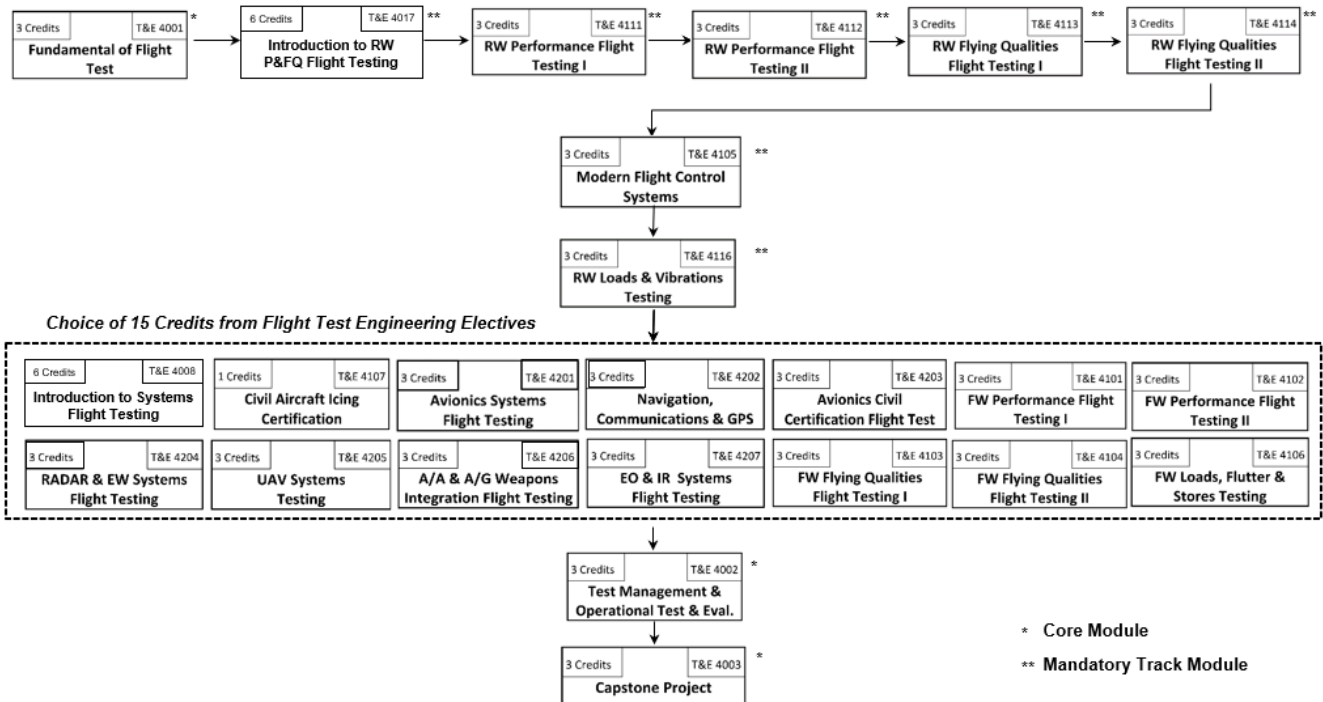 3 Credits T&E 4001 *
Fundamental of Flight
Test
6 Credits T&E 4017 **
Introduction to RW
P&FQ Flight Testing
3 Credits T&E 4111 **
RW Performance Flight
Testing I
3 Credits T&E 4112 **
RW Performance Flight
Testing II
3 Credits T&E 4113 **
RW Flying Qualities
Flight Testing I
3 Credits T&E 4114 **
RW Flying Qualities
Flight Testing II
3 Credits T&E 4105 **
Modern Flight Control
Systems
3 Credits T&E 4116 **
RW Loads & Vibrations
Testing
Choice of 15 Credits from Flight Test Engineering Electives
6 Credits T&E 4008
Introduction to Systems
Flight Testing
1 Credits T&E 4107
Civil Aircraft Icing
Certification
3 Credits T&E 4201
Avionics Systems
Flight Testing
3 Credits T&E 4202
Navigation,
Communications & GPS
3 Credits T&E 4203
Avionics Civil
Certification Flight Test
3 Credits T&E 4101
FW Performance Flight
Testing I
3 Credits T&E 4102
FW Performance Flight
Testing II
3 Credits T&E 4204
RADAR & EW Systems
Flight Testing
3 Credits T&E 4205
UAV Systems
Testing
3 Credits T&E 4206
A/A & A/G Weapons
Integration Flight Testing
3 Credits T&E 4207
EO & IR Systems
Flight Testing
3 Credits T&E 4103
FW Flying Qualities
Flight Testing I
3 Credits T&E 4104
FW Flying Qualities
Flight Testing II
3 Credits T&E 4106
FW Loads, Flutter &
Stores Testing
3 Credits T&E 4002 *
Test Management &
Operational Test & Eval.
3 Credits T&E 4003 *
Capstone Project
* Core Module
** Mandatory Track Module